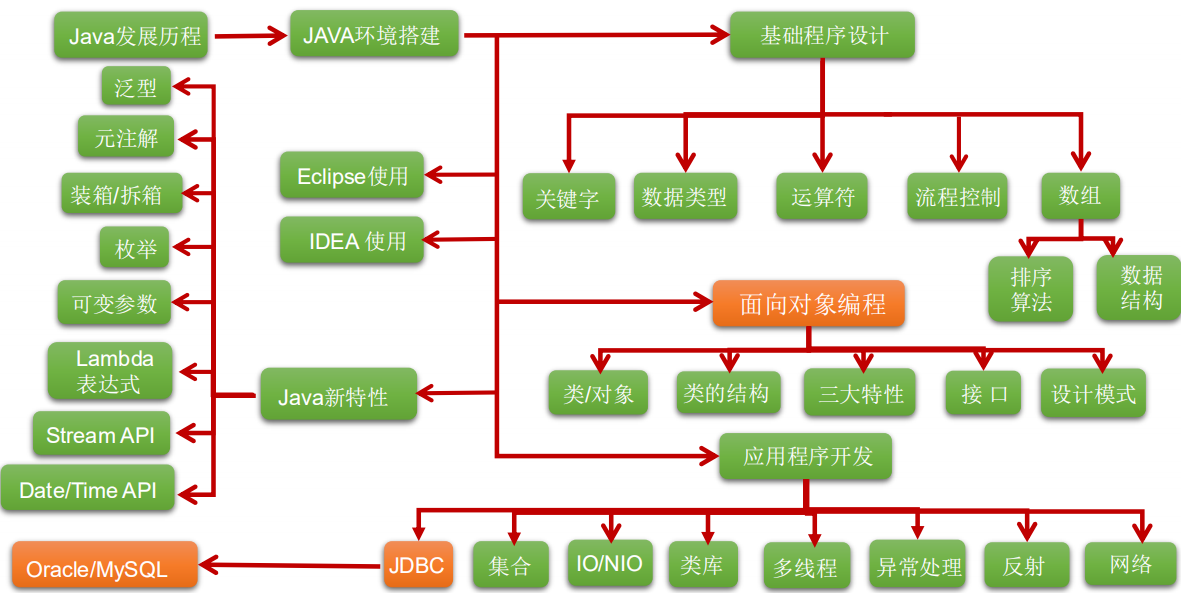 Java发展历程
JAVA环境搭建
基础程序设计
泛型
元注解
装箱/拆箱
枚举
可变参数
Lambda
表达式
Stream API
Date/Time API
Eclipse使用
IDEA 使用
Java新特性
关键字
数据类型
运算符
流程控制
数组
排序
算法
数据
结构
面向对象编程
类/对象
类的结构
三大特性
接 口
设计模式
应用程序开发
Oracle/MySQL
JDBC
集合
IO/NIO
类库
多线程
异常处理
反射
网络